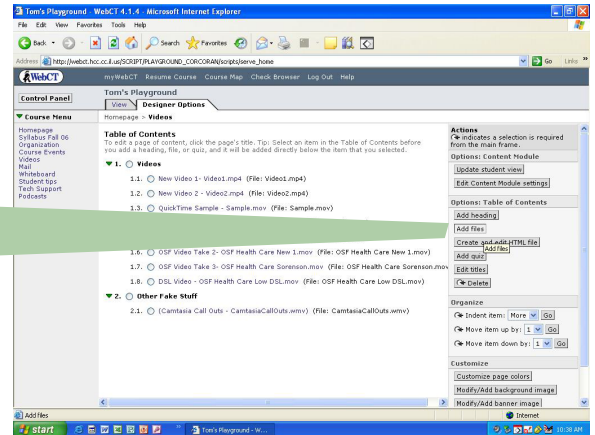 Tom's Playground - WebCT 4.1.4 - Microsoft Internet Explorer
File Edit View Favorites Tools Help
Back Search Favorites
Address http://webct.hcc.cc.il.us/SCRIPT/PLAYGROUND_CORCORAN/scripts/serve_home Go Links »
WebCT myWebCT Resume Course Course Map Check Browser Log Out Help
Control Panel
Tom's Playground
View Designer Options
Course Menu
Homepage > Videos
Homepage
Syllabus Fall 06
Organization
Course Events
Videos
Mail
Whiteboard
Student tips
Tech Support
Podcasts
Table of Contents
To edit a page of content, click the page's title. Tip: Select an item in the Table of Contents before
you add a heading, file, or quiz, and it will be added directly below the item that you selected.
1. Videos
1.1. New Video 1- Video1.mp4 (File: Video1.mp4)
1.2. New Video 2 - Video2.mp4 (File: Video2.mp4)
1.3. QuickTime Sample - Sample.mov (File: Sample.mov)
1.6. OSF Video Take 2- OSF Health Care New 1.mov (File: OSF Health Care New 1.mov)
1.7. OSF Video Take 3- OSF Health Care Sorenson.mov (File: OSF Health Care Sorenson.mov
1.8. DSL Video - OSF Health Care Low DSL.mov (File: OSF Health Care Low DSL.mov)
2. Other Fake Stuff
2.1. (Camtasia Call Outs - CamtasiaCallOuts.wmv) (File: CamtasiaCallOuts.wmv)
Actions
indicates a selection is required
from the main frame.
Options: Content Module
Update student view
Edit Content Module settings
Options: Table of Contents
Add heading
Add files
Create and edit HTML file
Add files
Add quiz
Edit titles
Delete
Organize
Indent item: More Go
Move item up by: 1 Go
Move item down by: 1 Go
Customize
Customize page colors
Modify/Add background image
Modify/Add banner image
Add files Internet
start » Tom's Playground - W... 10:38 AM